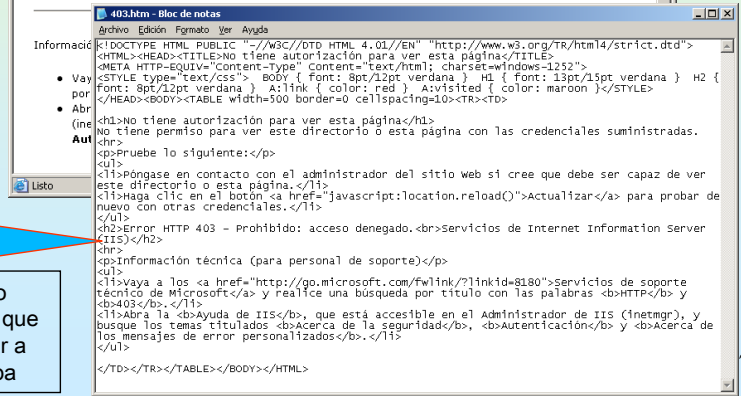 403.htm - Bloc de notas
Archivo Edición Formato Ver Ayuda
<!DOCTYPE HTML PUBLIC "-//W3C//DTD HTML 4.01//EN" "http://www.w3.org/TR/html4/strict.dtd">
<HTML><HEAD><TITLE>No tiene autorización para ver esta página</TITLE>
<META HTTP-EQUIV="Content-Type" Content="text/html; charset=windows-1252">
<STYLE type="text/css">  BODY { font: 8pt/12pt verdana }  H1 { font: 13pt/15pt verdana }  H2 {
font: 8pt/12pt verdana }  A:link { color: red }  A:visited { color: maroon }</STYLE>
</HEAD><BODY><TABLE width=500 border=0 cellspacing=10><TR><TD>
<h1>No tiene autorización para ver esta página</h1>
No tiene permiso para ver este directorio o esta página con las credenciales suministradas.
<hr>
<p>Pruebe lo siguiente:</p>
<ul>
<li>Póngase en contacto con el administrador del sitio Web si cree que debe ser capaz de ver
este directorio o esta página.</li>
<li>Haga clic en el botón <a href="javascript:location.reload()">Actualizar</a> para probar de
nuevo con otras credenciales.</li>
</ul>
<h2>Error HTTP 403 - Prohibido: acceso denegado.<br>Servicios de Internet Information Server
(IIS)</h2>
<hr>
<p>Información técnica (para personal de soporte)</p>
<ul>
<li>Vaya a los <a href="http://go.microsoft.com/fwlink/?linkid=8180">Servicios de soporte
técnico de Microsoft</a> y realice una búsqueda por título con las palabras <b>HTTP</b> y
<b>403</b>.</li>
<li>Abra la <b>Ayuda de IIS</b>, que está accesible en el Administrador de IIS (inetmgr), y
busque los temas titulados <b>Acerca de la seguridad</b>, <b>Autenticación</b> y <b>Acerca de
los mensajes de error personalizados</b>.</li>
</ul>
</TD></TR></TABLE></BODY></HTML>
Informació
Vay
por
Abr
(ine
Aut
Listo
o
que
r a
ba